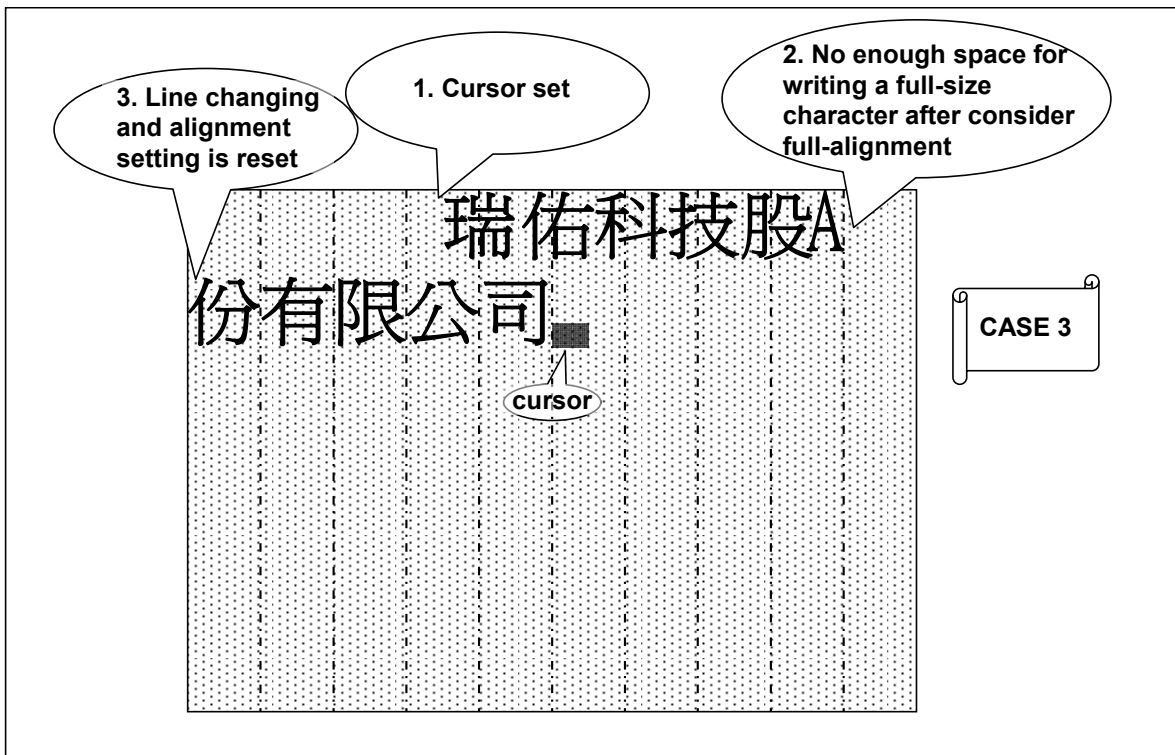 3. Line changing
and alignment
setting is reset
1. Cursor set
2. No enough space for
writing a full-size
character after consider
full-alignment
瑞佑科技股A
份有限公司
cursor
CASE 3